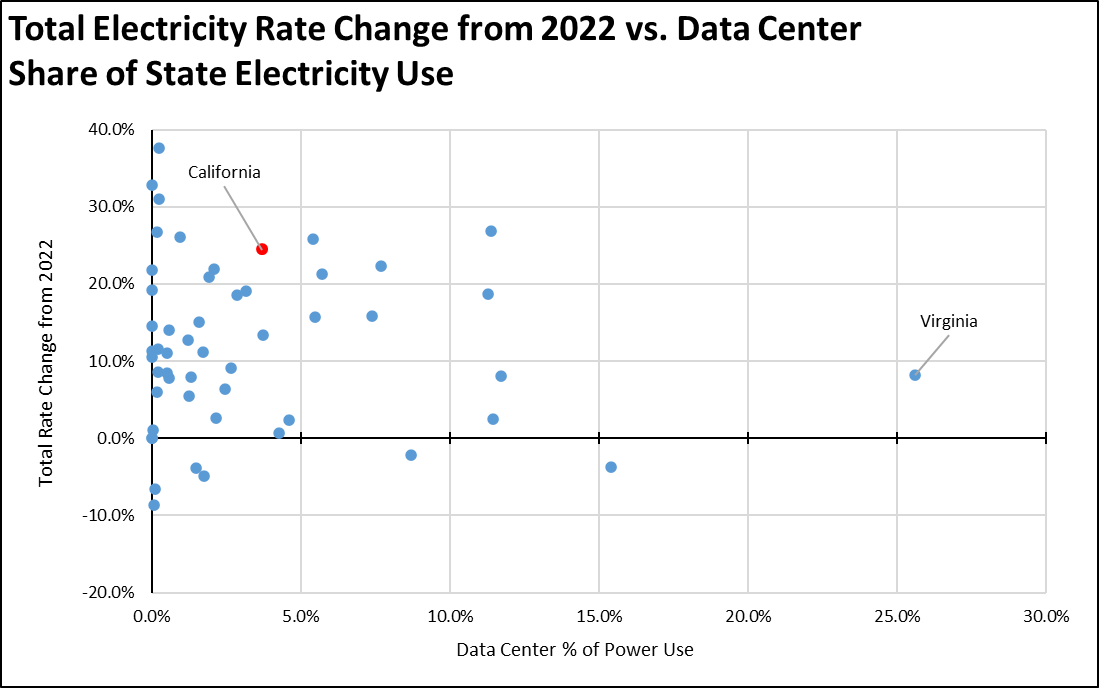 Total Electricity Rate Change from 2022 vs. Data Center
Share of State Electricity Use
40.0%
30.0%
20.0%
10.0%
0.0%
-10.0%
-20.0%
Total Rate Change from 2022
California
Virginia
0.0%
5.0%
10.0%
15.0%
20.0%
25.0%
30.0%
Data Center % of Power Use